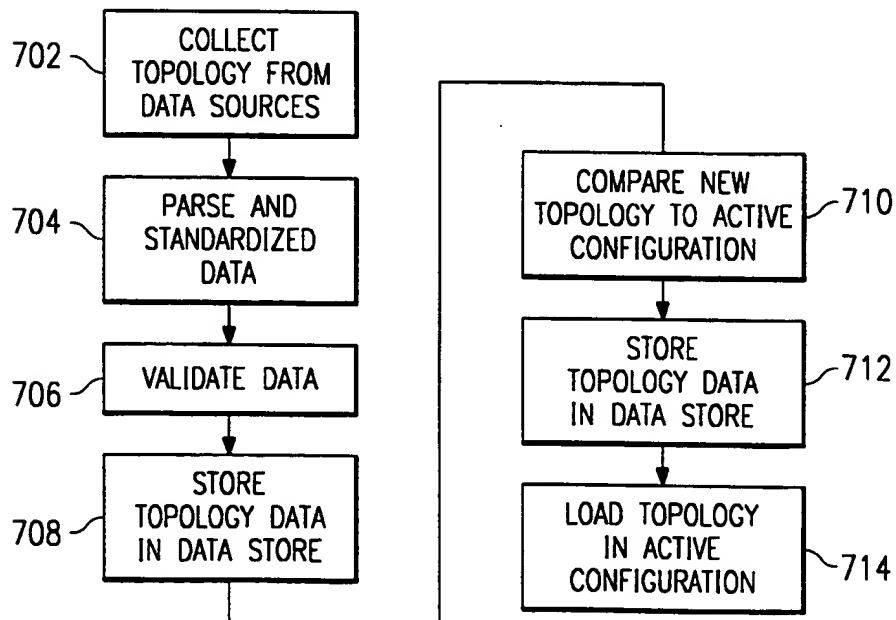 702
COLLECT
TOPOLOGY FROM
DATA SOURCES
704
PARSE AND
STANDARDIZED
DATA
706
VALIDATE DATA
708
STORE
TOPOLOGY DATA
IN DATA STORE
COMPARE NEW
TOPOLOGY TO ACTIVE
CONFIGURATION
710
STORE
TOPOLOGY DATA
IN DATA STORE
712
LOAD TOPOLOGY
IN ACTIVE
CONFIGURATION
714